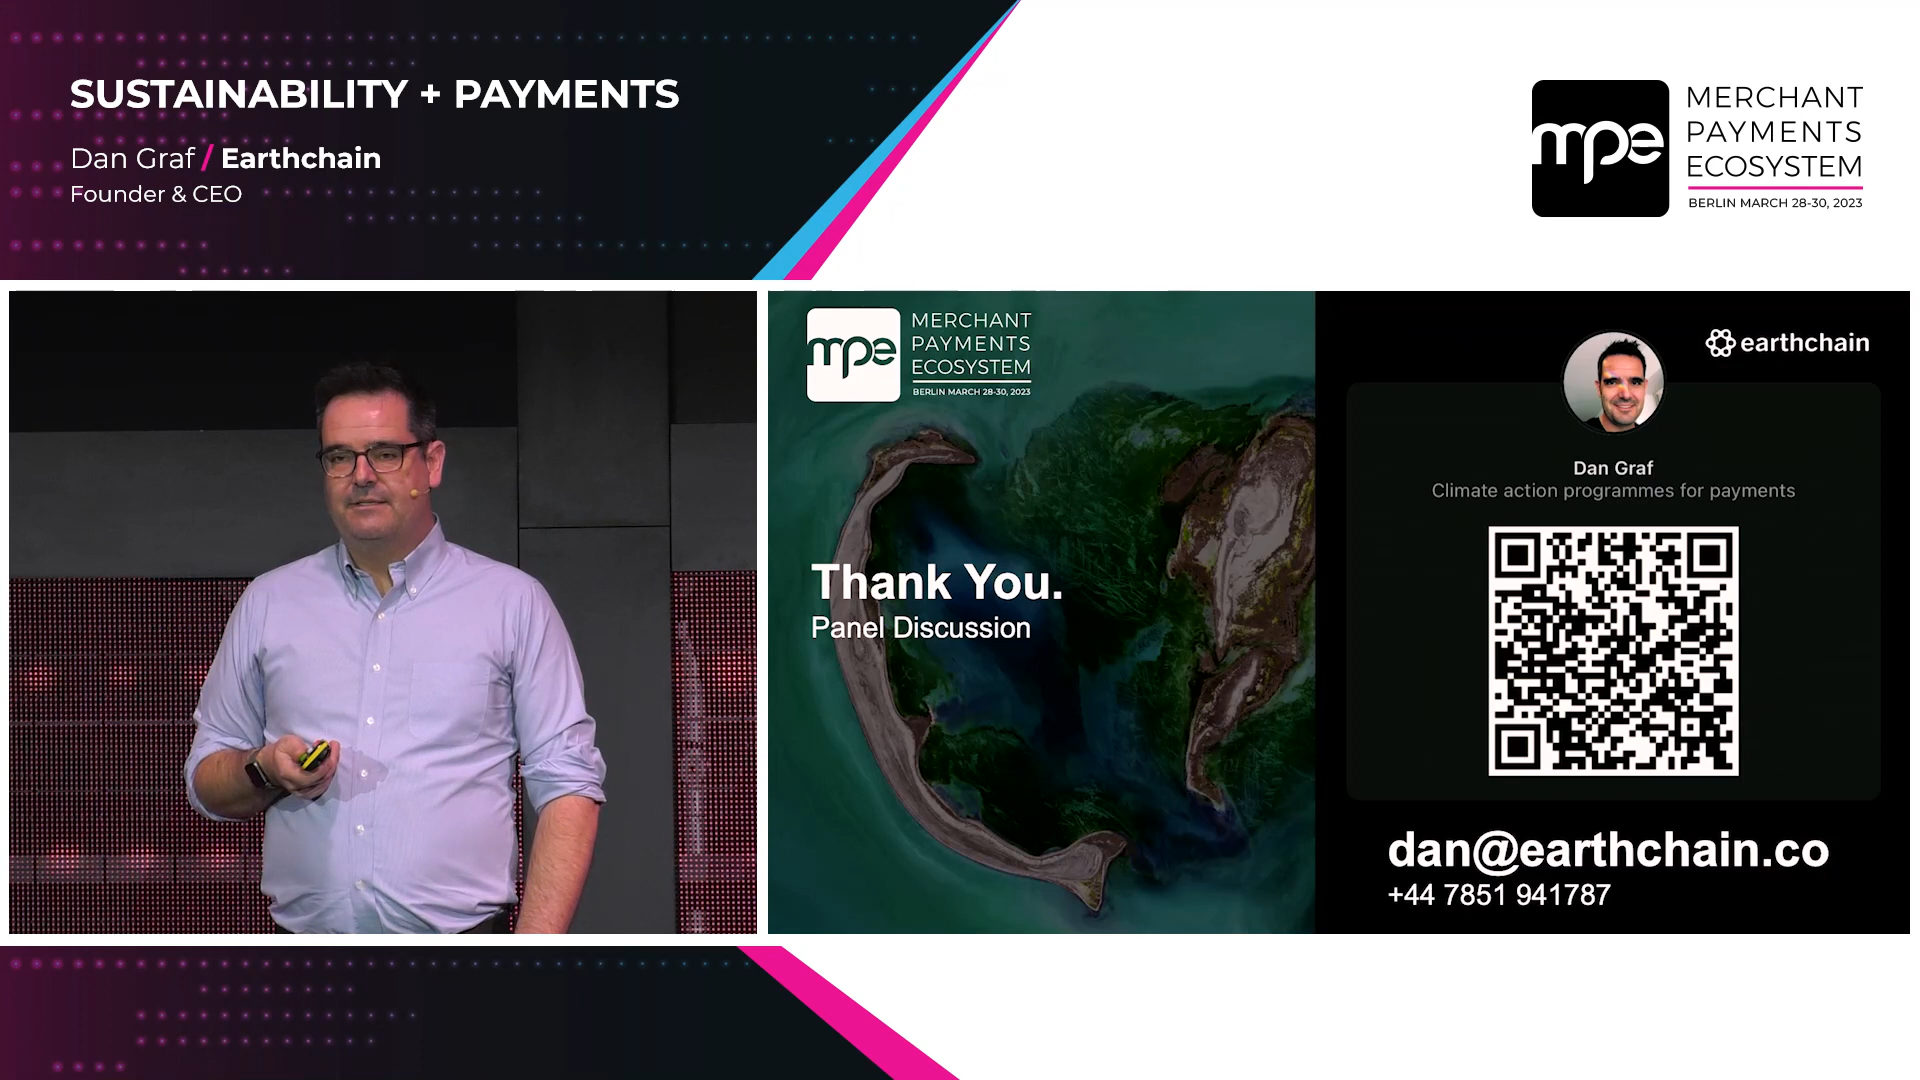 SUSTAINABILITY + PAYMENTS
Dan Graf / Earthchain
Founder & CEO
mpe
MERCHANT
PAYMENTS
ECOSYSTEM
BERLIN MARCH 28-30, 2023
mpe
MERCHANT
PAYMENTS
ECOSYSTEM
BERLIN MARCH 28-30, 2023
Thank You.
Panel Discussion
earthchain
Dan Graf
Climate action programmes for payments
dan@earthchain.co
+44 7851 941787